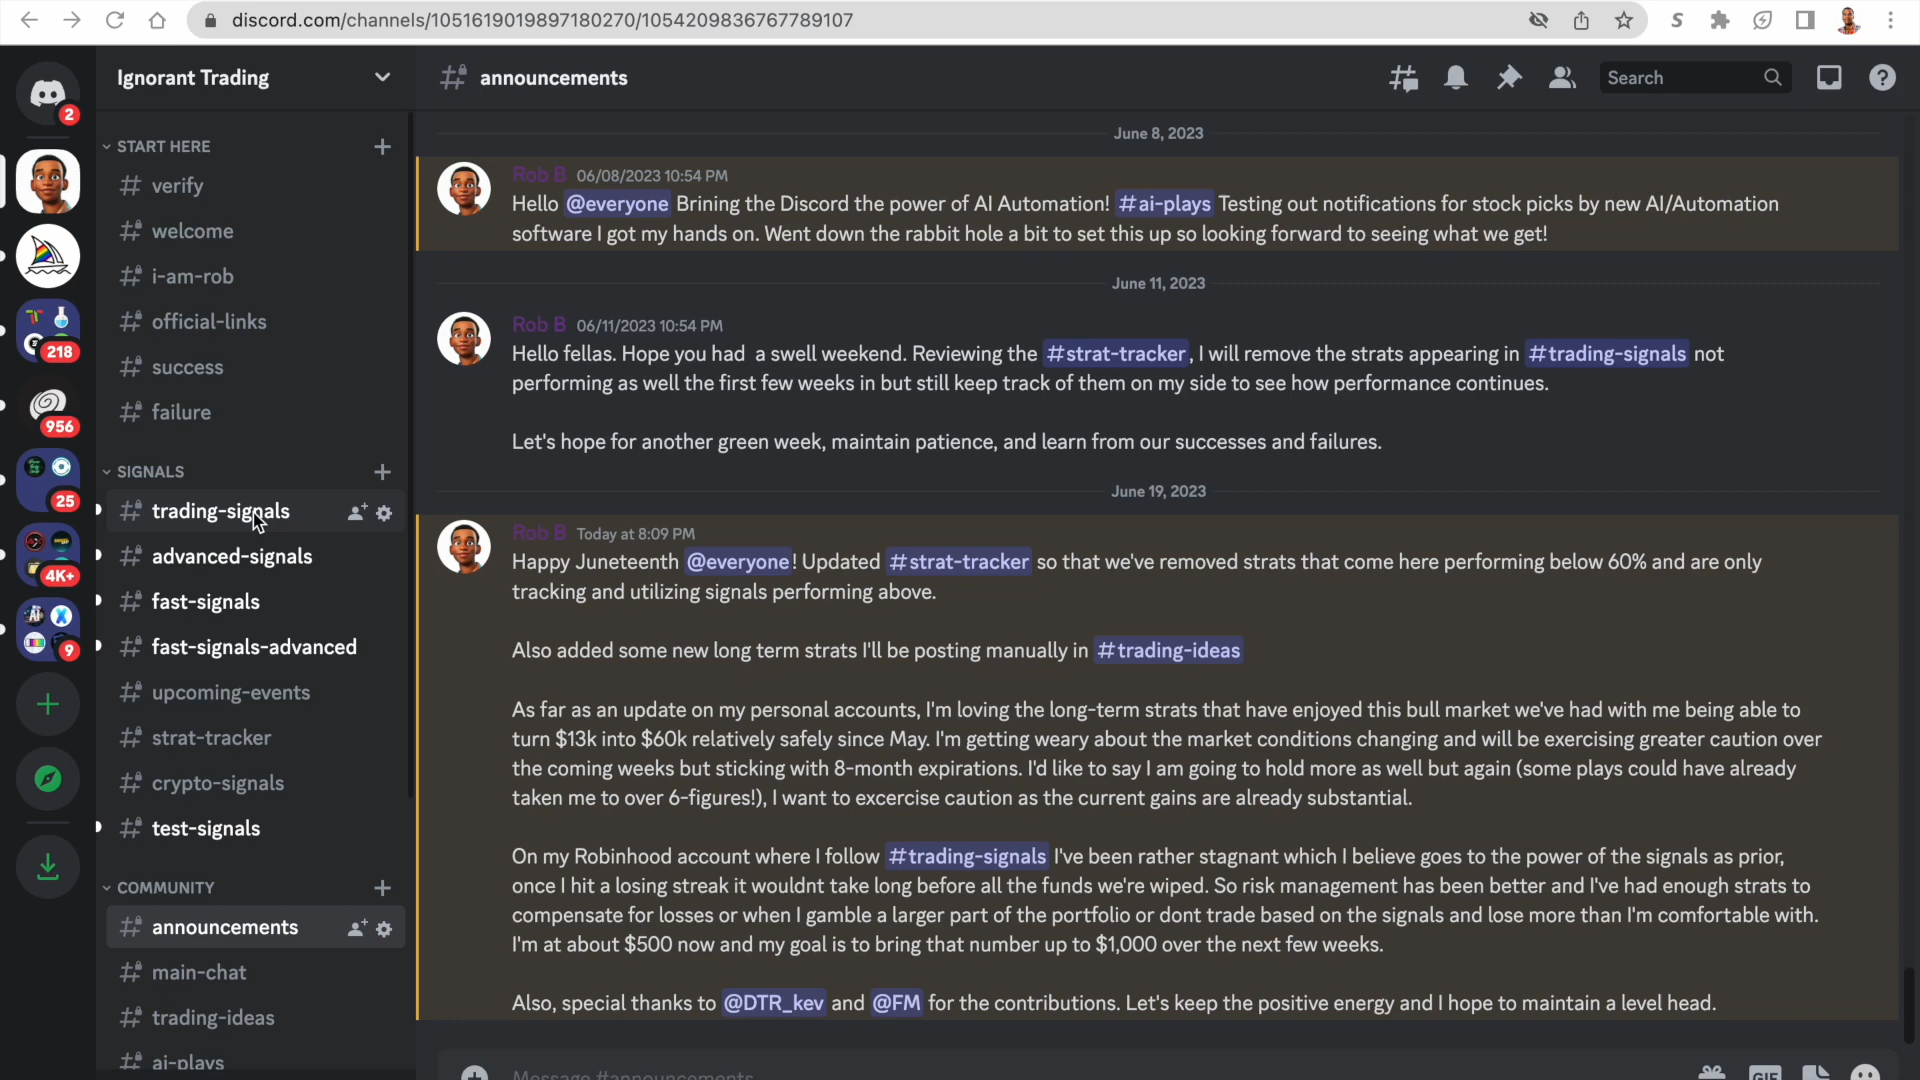 discord.com/channels/1051619019897180270/1054209836767789107
S
2
218
956
25
4K+
9
Ignorant Trading
START HERE
verify
welcome
i-am-rob
official-links
success
failure
SIGNALS
trading-signals
advanced-signals
fast-signals
fast-signals-advanced
upcoming-events
strat-tracker
crypto-signals
test-signals
COMMUNITY
announcements
main-chat
trading-ideas
ai-plays
announcements
Search
June 8, 2023
Rob B 06/08/2023 10:54 PM
Hello @everyone Brining the Discord the power of AI Automation! #ai-plays Testing out notifications for stock picks by new AI/Automation
software I got my hands on. Went down the rabbit hole a bit to set this up so looking forward to seeing what we get!
June 11, 2023
Rob B 06/11/2023 10:54 PM
Hello fellas. Hope you had a swell weekend. Reviewing the #strat-tracker, I will remove the strats appearing in #trading-signals not
performing as well the first few weeks in but still keep track of them on my side to see how performance continues.
Let's hope for another green week, maintain patience, and learn from our successes and failures.
June 19, 2023
Rob B Today at 8:09 PM
Happy Juneteenth @everyone! Updated #strat-tracker so that we've removed strats that come here performing below 60% and are only
tracking and utilizing signals performing above.
Also added some new long term strats I'll be posting manually in #trading-ideas
As far as an update on my personal accounts, I'm loving the long-term strats that have enjoyed this bull market we've had with me being able to
turn $13k into $60k relatively safely since May. I'm getting weary about the market conditions changing and will be exercising greater caution over
the coming weeks but sticking with 8-month expirations. I'd like to say I am going to hold more as well but again (some plays could have already
taken me to over 6-figures!), I want to excercise caution as the current gains are already substantial.
On my Robinhood account where I follow #trading-signals I've been rather stagnant which I believe goes to the power of the signals as prior,
once I hit a losing streak it wouldnt take long before all the funds we're wiped. So risk management has been better and I've had enough strats to
compensate for losses or when I gamble a larger part of the portfolio or dont trade based on the signals and lose more than I'm comfortable with.
I'm at about $500 now and my goal is to bring that number up to $1,000 over the next few weeks.
Also, special thanks to @DTR_kev and @FM for the contributions. Let's keep the positive energy and I hope to maintain a level head.
Message #announcements
GIF